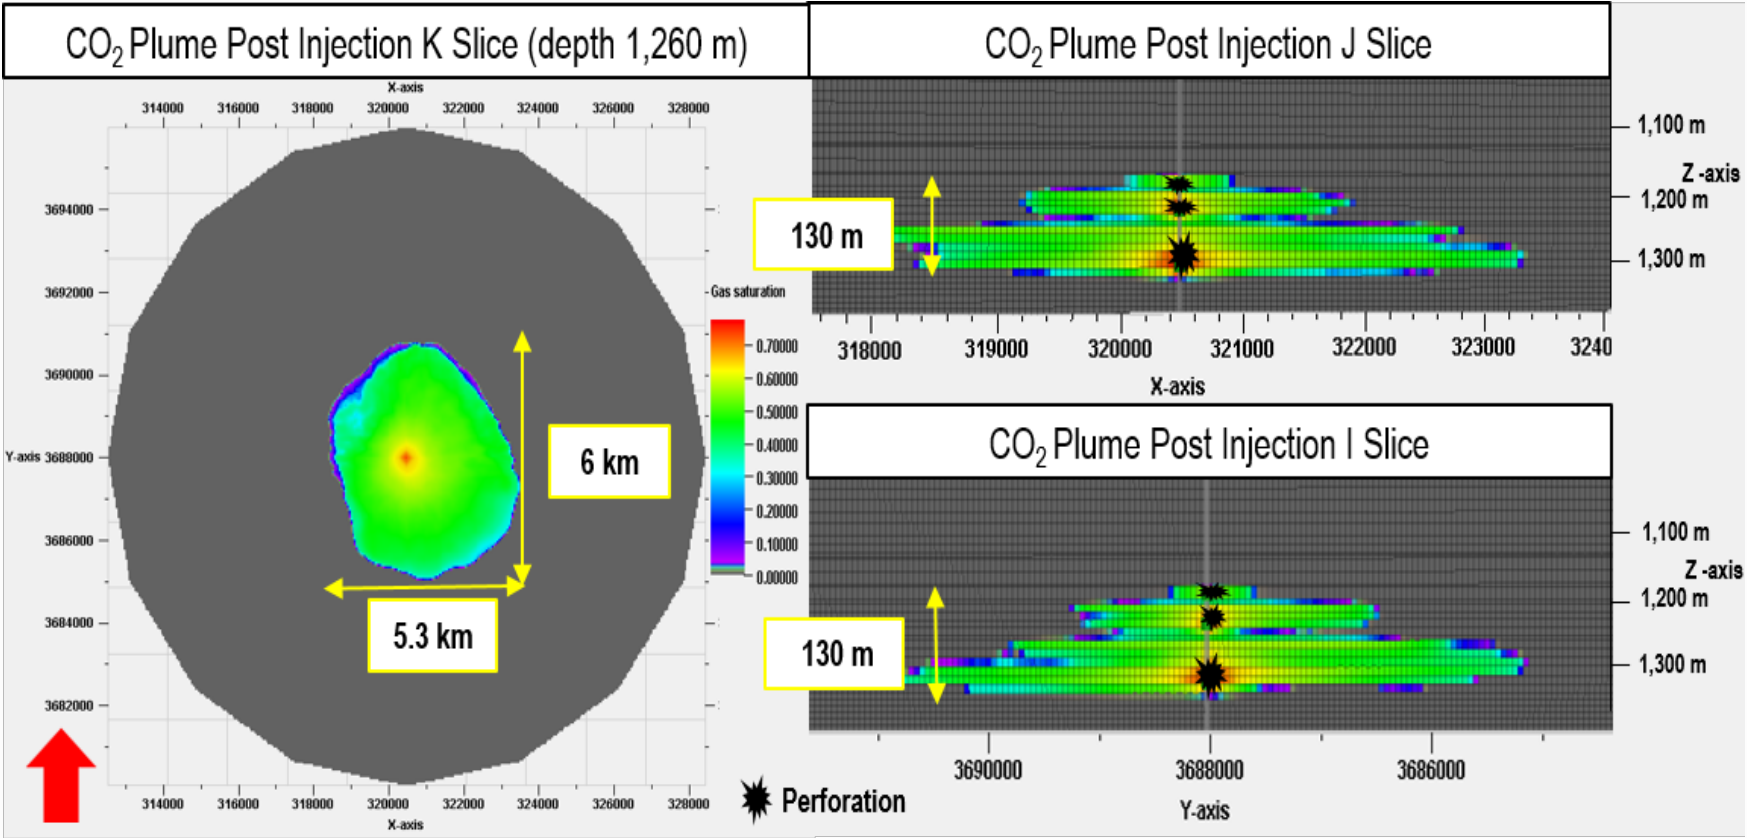 CO2 Plume Post Injection K Slice (depth 1,260 m)
X-axis
314000 316000 318000 320000 322000 324000 326000 328000
3694000
3692000
3690000
Y-axis 3688000
3686000
3684000
3682000
6 km
5.3 km
314000 316000 318000 320000 322000 324000 326000 328000
X-axis
Gas saturation
0.70000
0.60000
0.50000
0.40000
0.30000
0.20000
0.10000
0.00000
CO2 Plume Post Injection J Slice
1,100 m
Z -axis
1,200 m
1,300 m
130 m
318000 319000 320000 321000 322000 323000 3240
X-axis
CO2 Plume Post Injection I Slice
1,100 m
Z -axis
1,200 m
1,300 m
130 m
3690000 3688000 3686000
Y-axis
Perforation